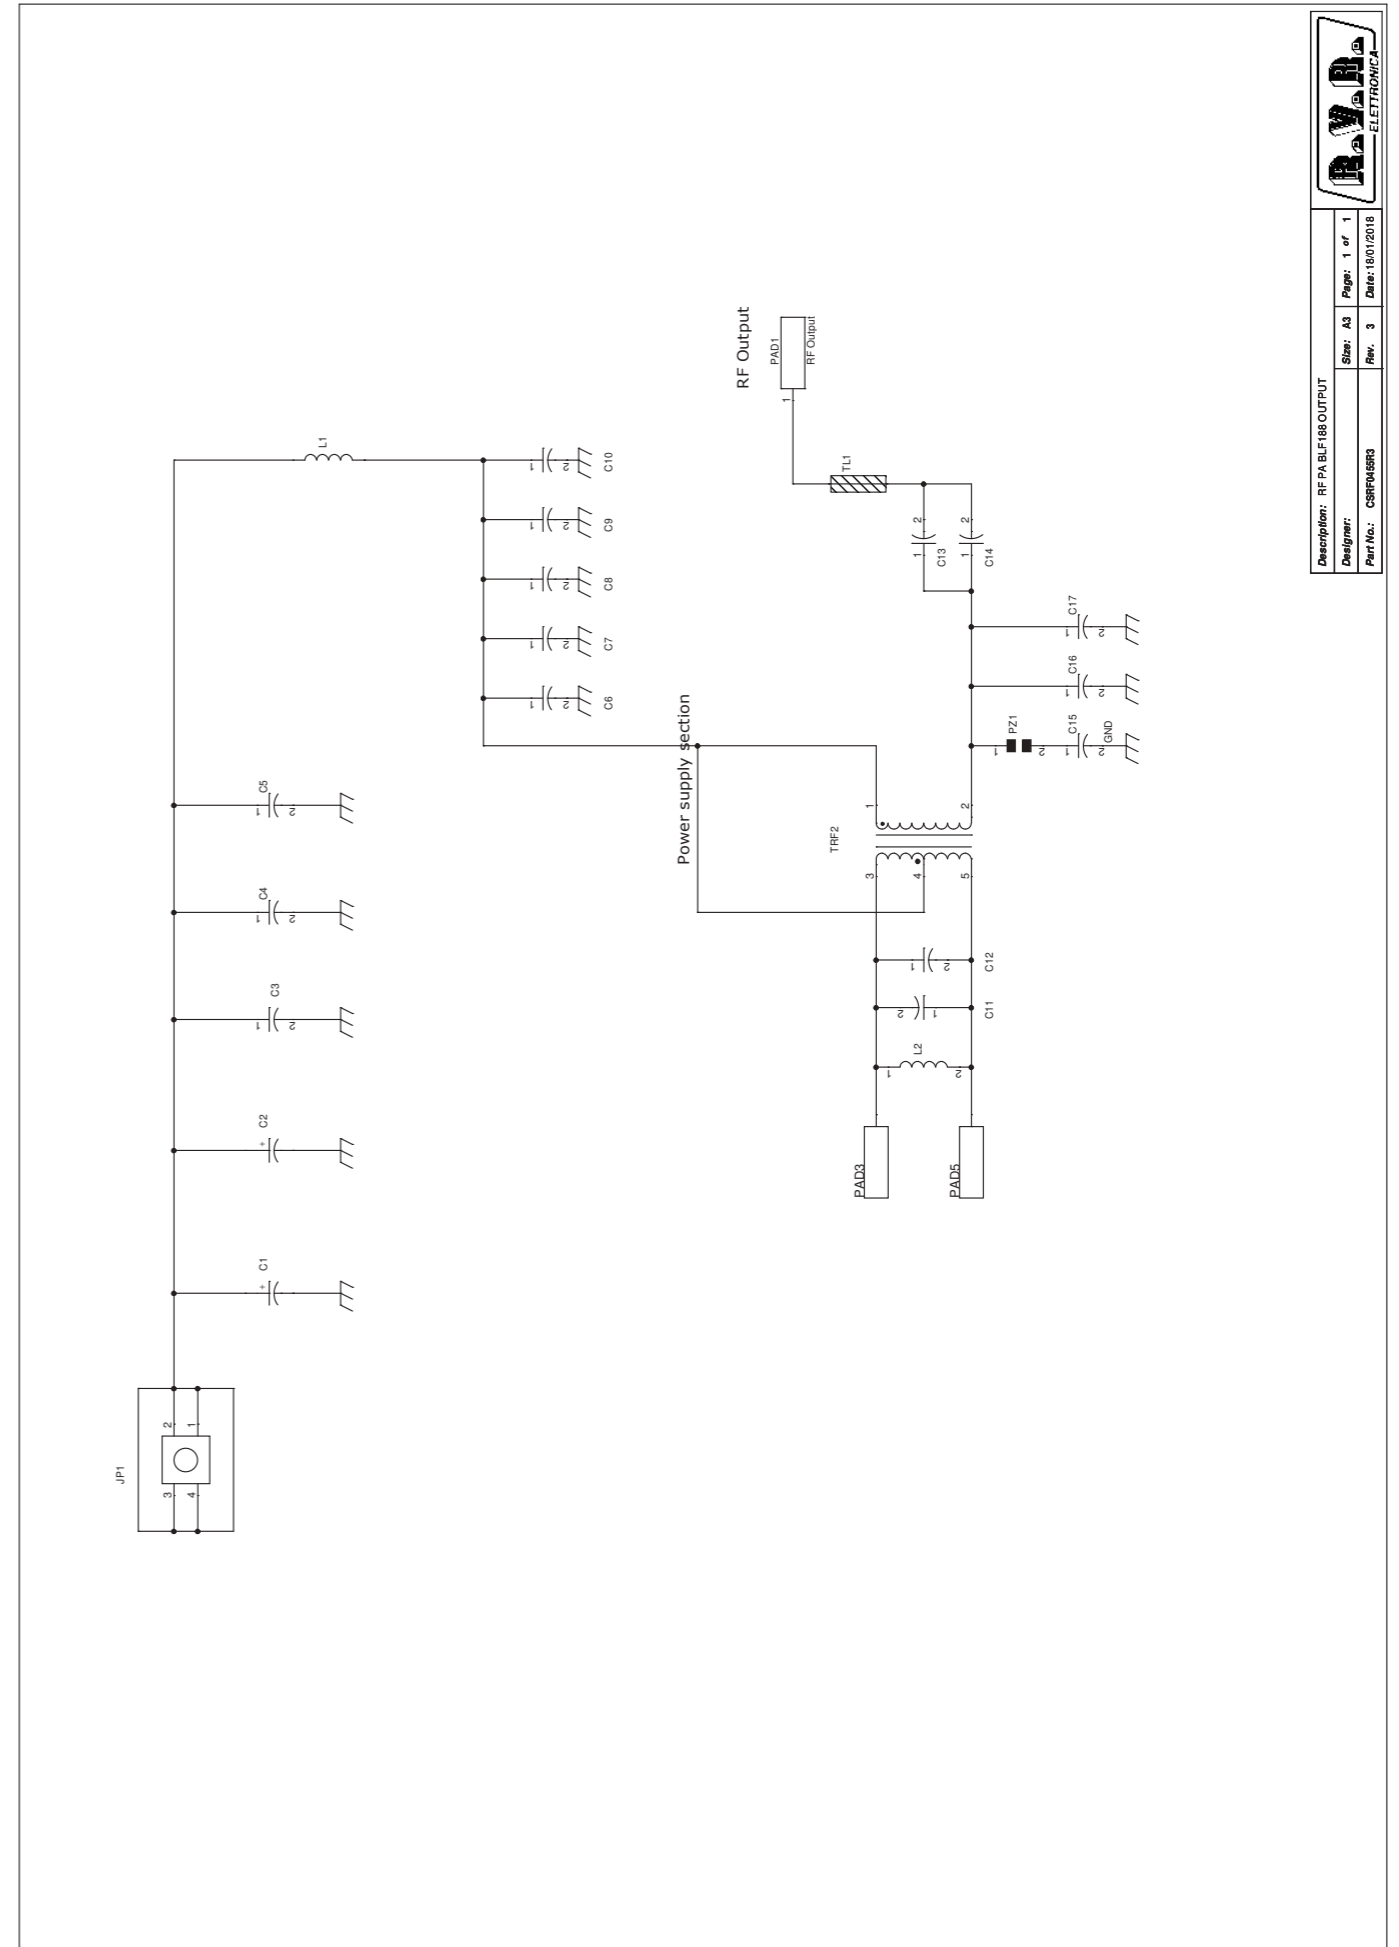 R.V.R.
ELETTRONICA
Description: RF PA BLF188 OUTPUT
Designer:
Size: A3
Page: 1 of 1
Part No.: CSRF0455R3
Rev. 3
Date: 18/01/2018
JP1
3
2
4
1
+
C1
+
C2
1
2
C3
1
2
C4
1
2
C5
L1
1
2
C6
1
2
C7
1
2
C8
1
2
C9
1
2
C10
Power supply section
RF Output
PAD1
RF Output
1
TL1
1
2
C13
1
2
C14
TRF2
3
4
5
1
2
1
2
C12
2
1
C11
L2
1
2
PAD3
PAD5
PZ1
1
2
1
2
C15
GND
1
2
C16
1
2
C17